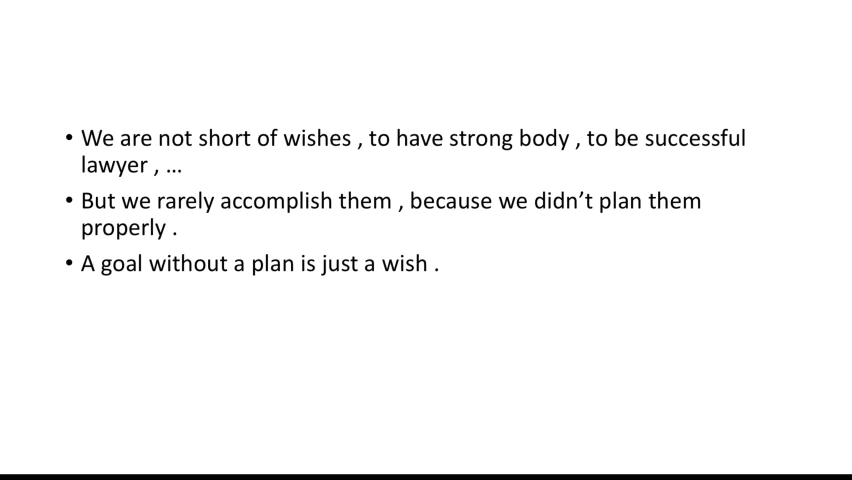 • We are not short of wishes , to have strong body , to be successful
lawyer , …
• But we rarely accomplish them , because we didn’t plan them
properly .
• A goal without a plan is just a wish .